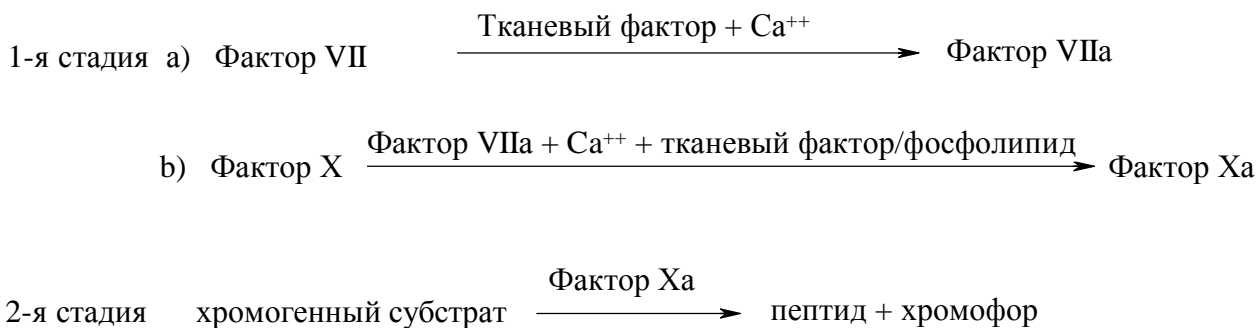 Тканевый фактор + Ca⁺⁺
1-я стадия a) Фактор VII Фактор VIIa
Фактор VIIa + Ca⁺⁺ + тканевый фактор/фосфолипид
b) Фактор X Фактор Xa
Фактор Xa
2-я стадия хромогенный субстрат пептид + хромофор